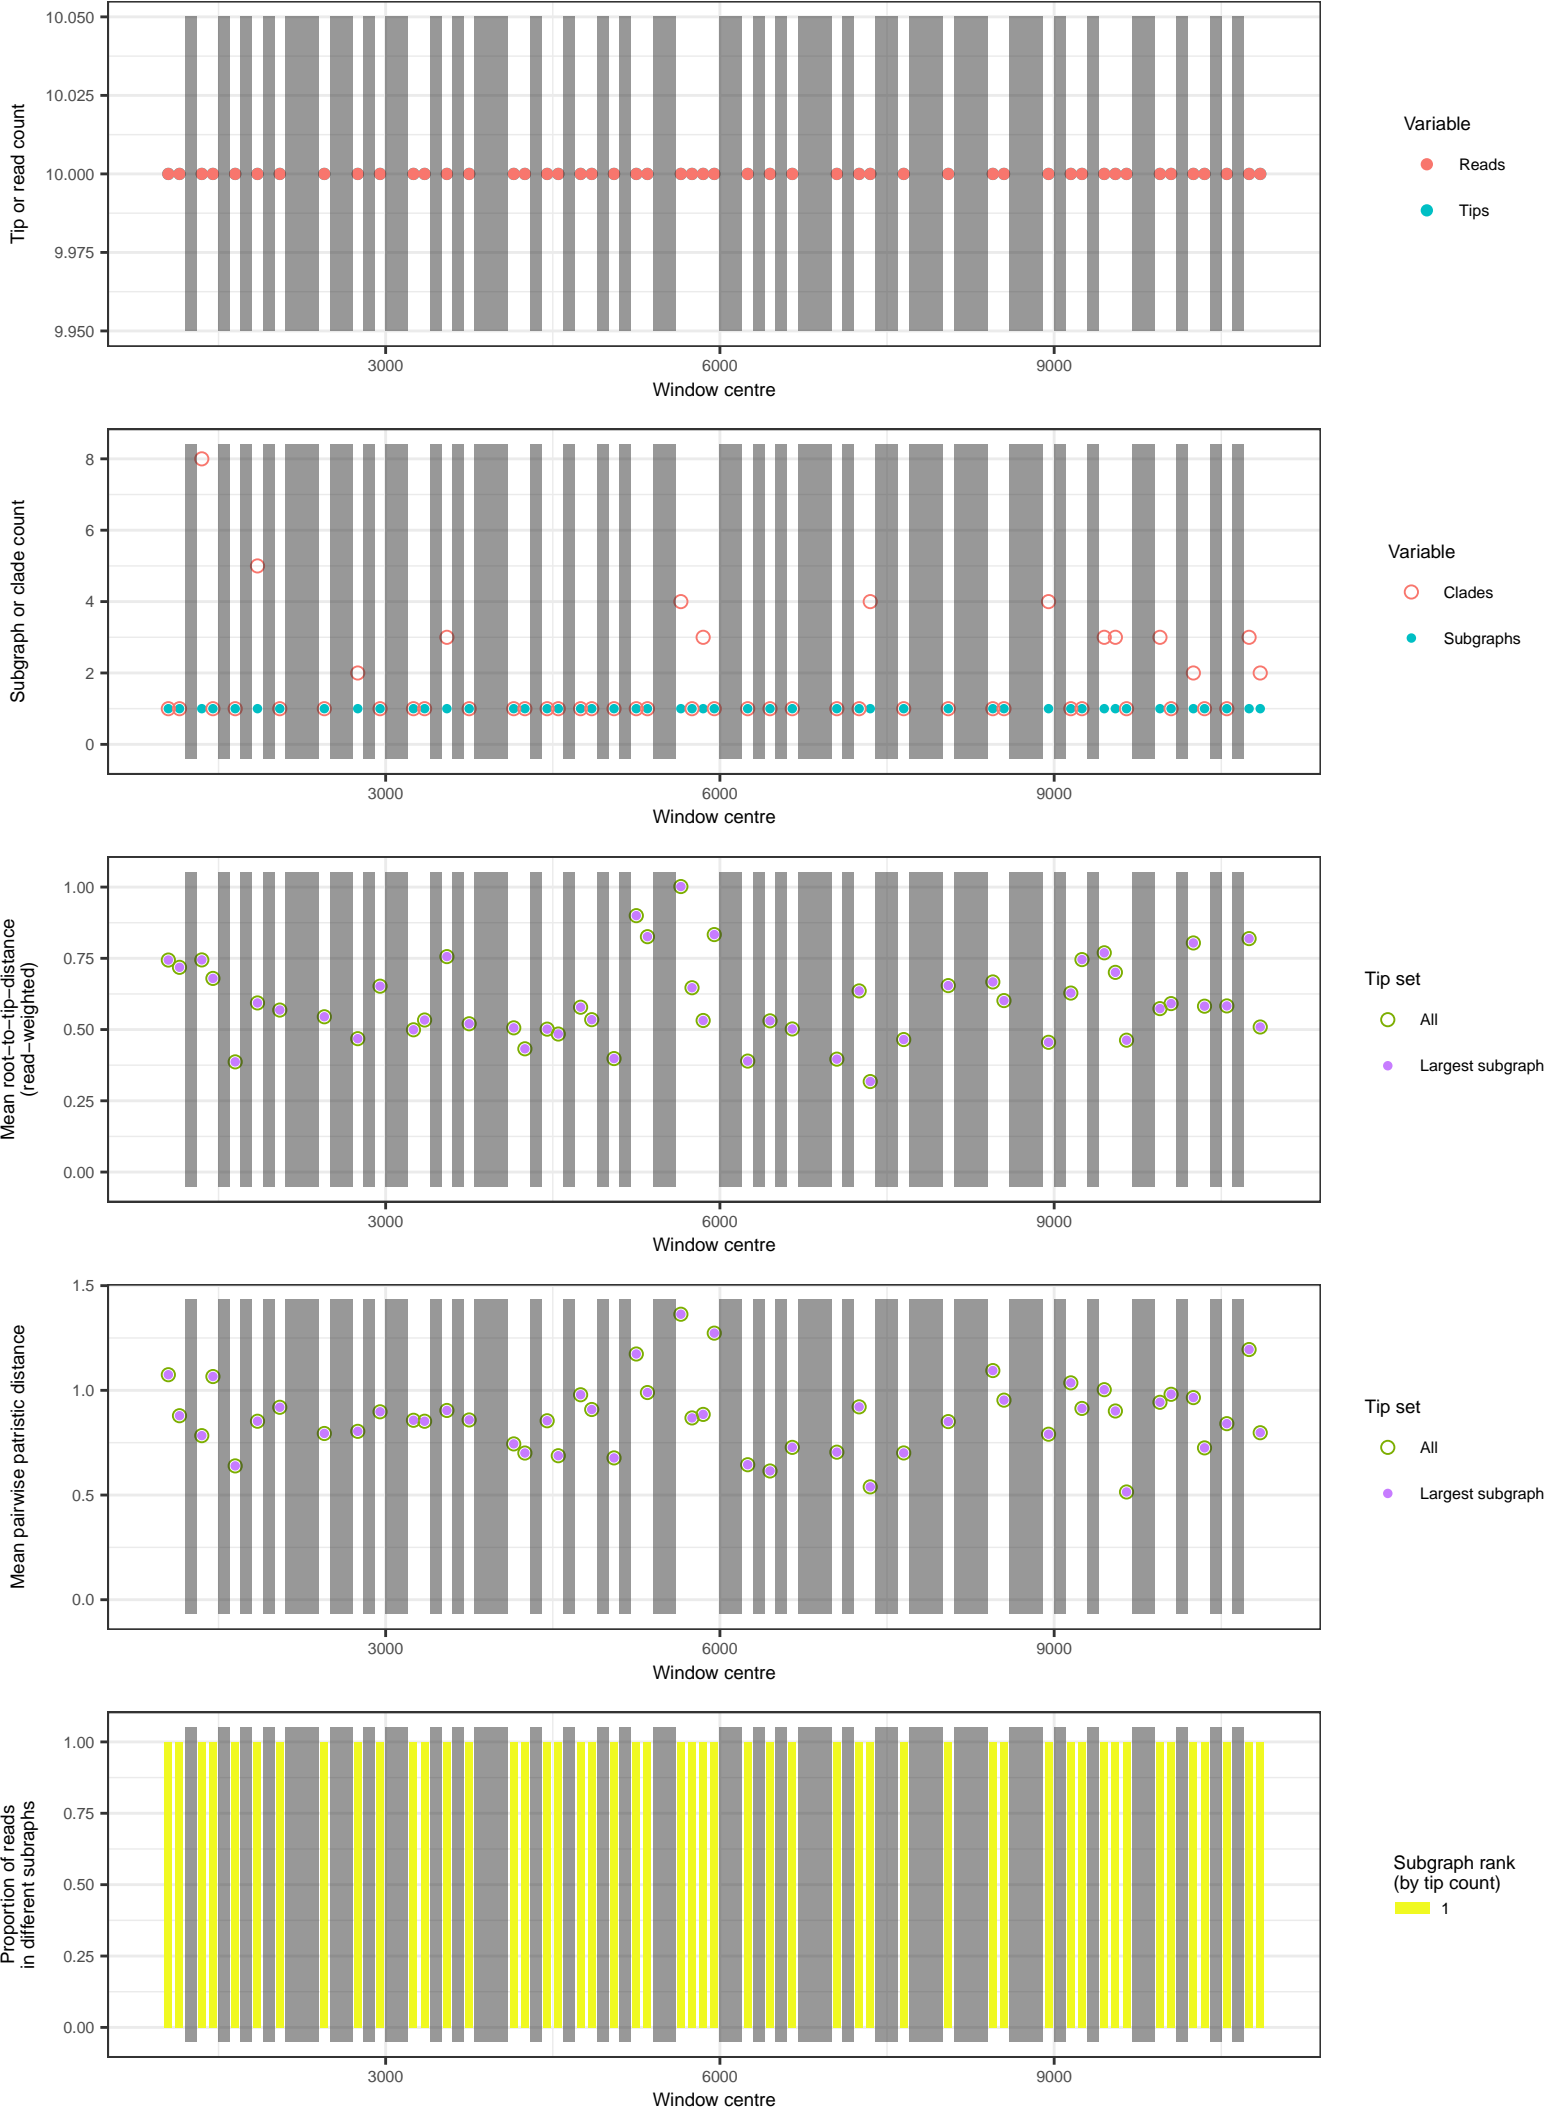 10.050
10.025
10.000
9.975
9.950
Tip or read count
3000
6000
9000
Window centre
Variable
Reads
Tips
8
6
4
2
0
Subgraph or clade count
3000
6000
9000
Window centre
Variable
Clades
Subgraphs
1.00
0.75
0.50
0.25
0.00
Mean root−to−tip−distance
(read−weighted)
3000
6000
9000
Window centre
Tip set
All
Largest subgraph
1.5
1.0
0.5
0.0
Mean pairwise patristic distance
3000
6000
9000
Window centre
Tip set
All
Largest subgraph
1.00
0.75
0.50
0.25
0.00
Proportion of reads
in different subraphs
3000
6000
9000
Window centre
Subgraph rank
(by tip count)
1